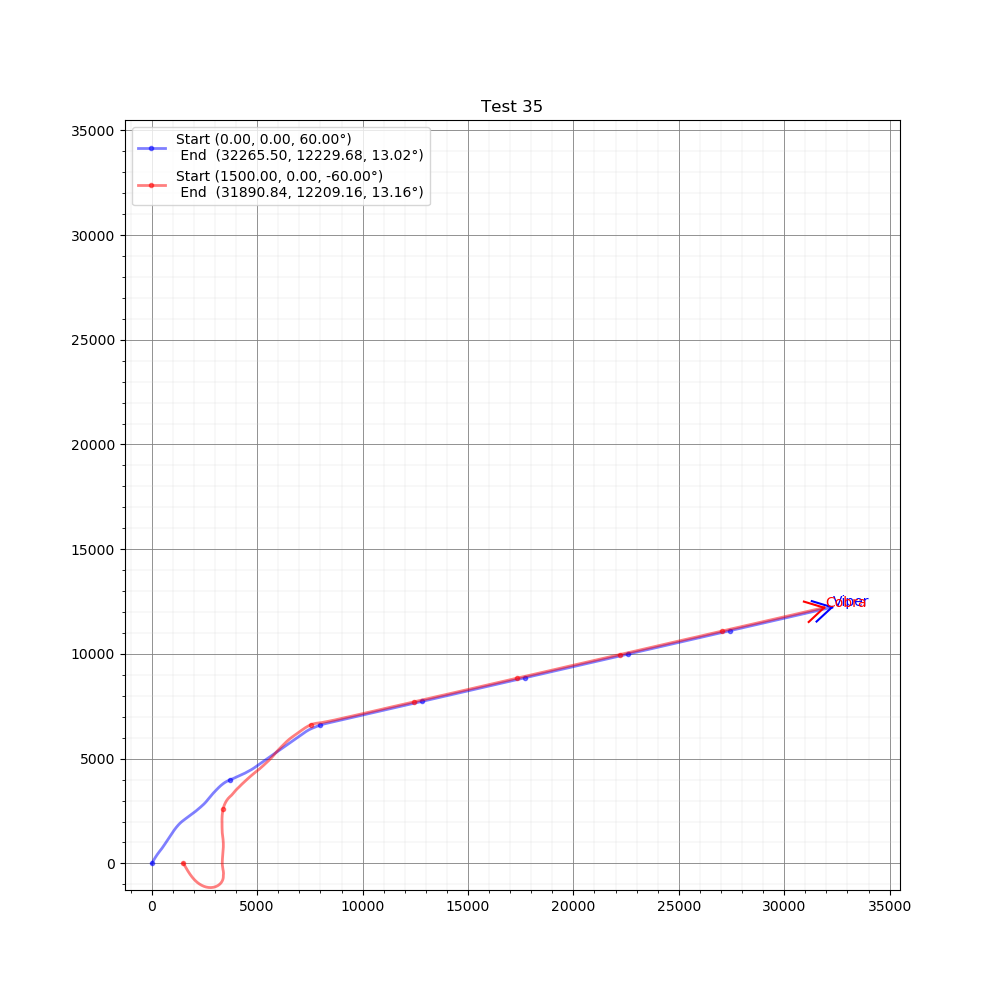 Test 35
Start (0.00, 0.00, 60.00°)
End  (32265.50, 12229.68, 13.02°)
Start (1500.00, 0.00, -60.00°)
End  (31890.84, 12209.16, 13.16°)
35000
30000
25000
20000
15000
10000
5000
0
Viper
Cobra
0
5000
10000
15000
20000
25000
30000
35000